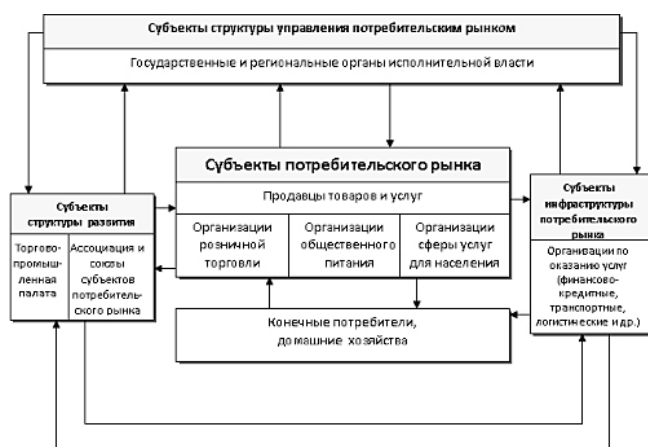 Субъекты структуры управления потребительским рынком
Государственные и региональные органы исполнительной власти
Субъекты потребительского рынка
Продавцы товаров и услуг
Организации
розничной
торговли
Организации
общественного
питания
Организации
сферы услуг
для населения
Субъекты
структуры развития
Торгово-
промыш-
ленная
палата
Ассоциация и
союзы
субъектов
потребитель-
ского рынка
Субъекты
инфраструктуры
потребительского
рынка
Организации по
оказанию услуг
(финансово-
кредитные,
транспортные,
логистические и др.)
Конечные потребители,
домашние хозяйства